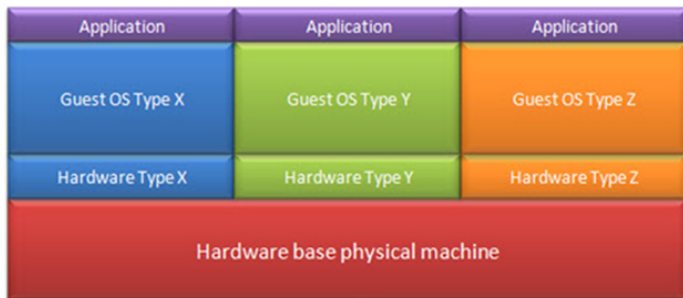 Application Application Application
Guest OS Type X Guest OS Type Y Guest OS Type Z
Hardware Type X Hardware Type Y Hardware Type Z
Hardware base physical machine